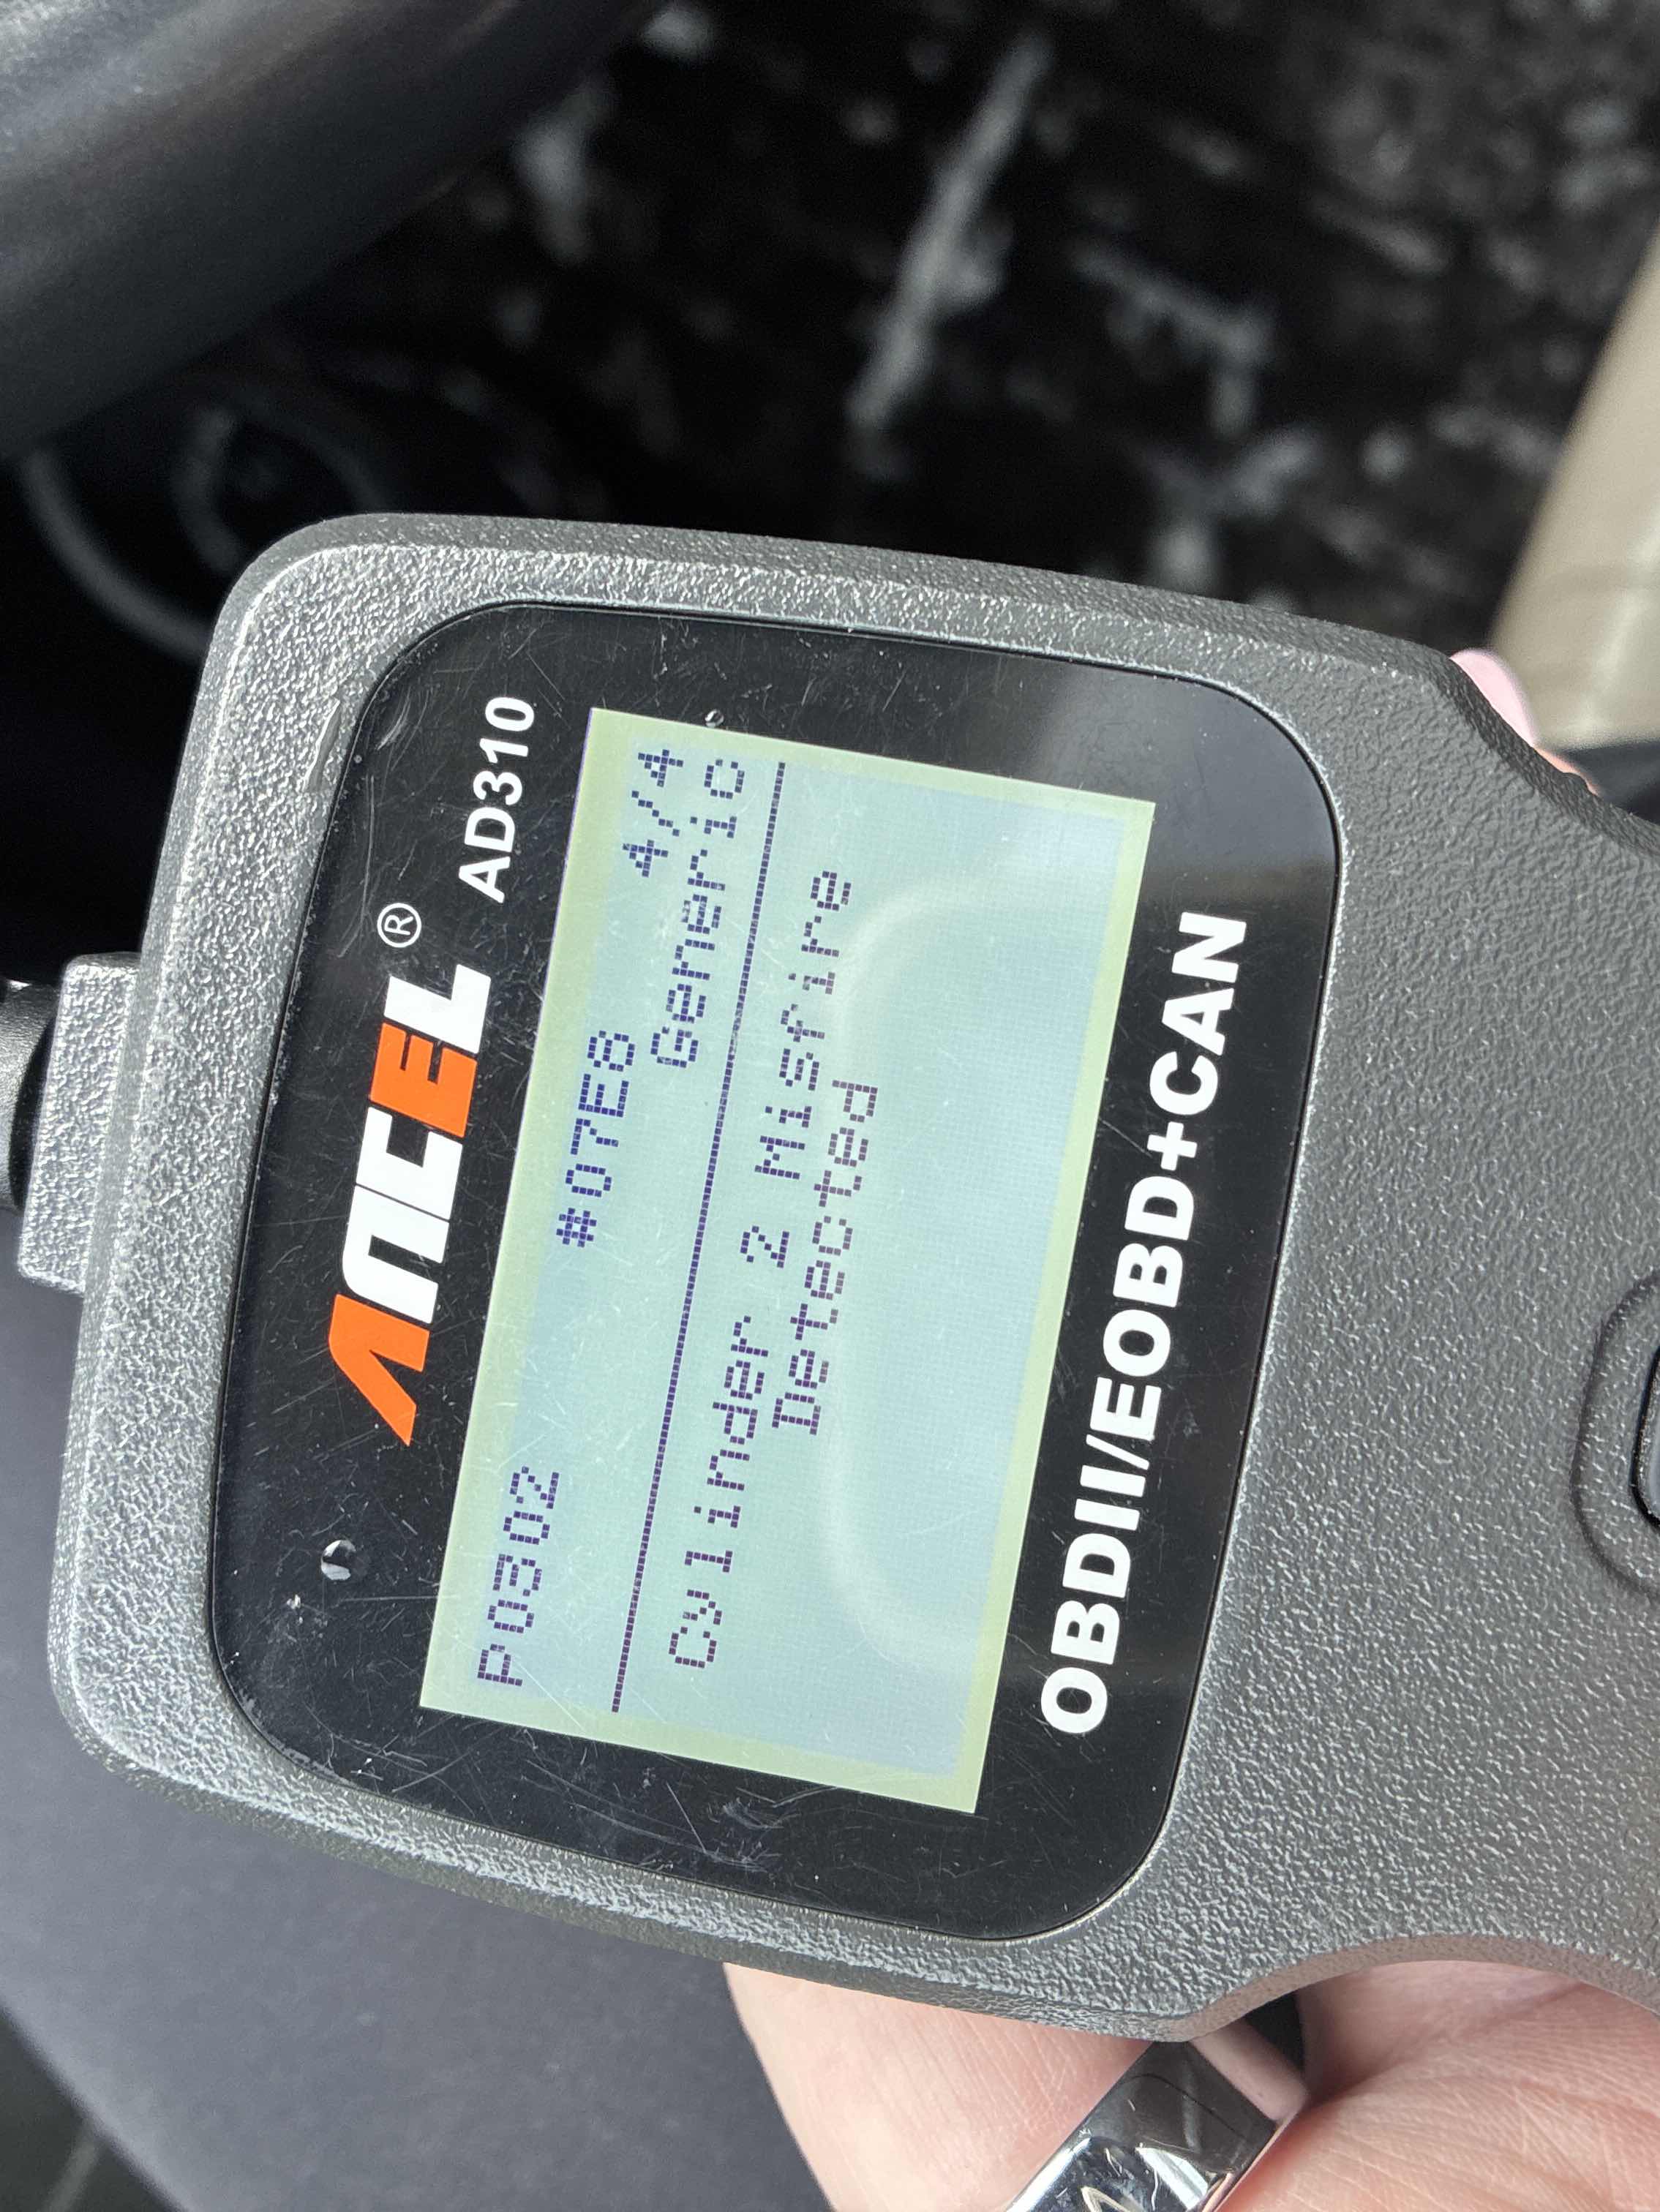 ANCEL® AD310
P0302 #07E8 4/4
Generic
Cylinder 2 Misfire
Detected
OBDII/EOBD+CAN